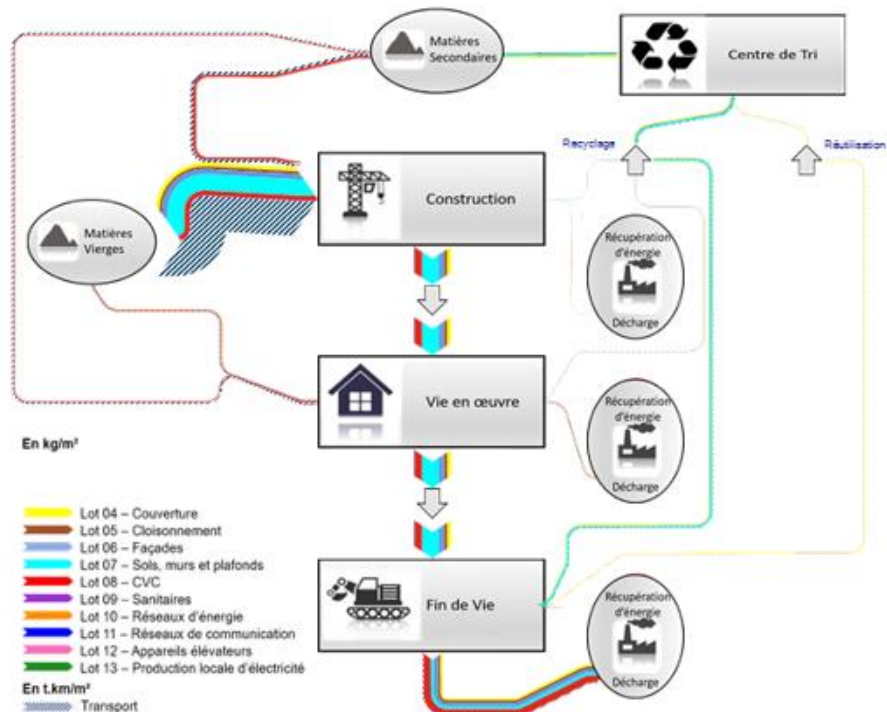 Matières
Secondaires
Centre de Tri
Recyclage
Réutilisation
Construction
Matières
Vierges
Récupération
d'énergie
Décharge
Vie en œuvre
Récupération
d'énergie
Décharge
En kg/m²
Lot 04 – Couverture
Lot 05 – Cloisonnement
Lot 06 – Façades
Lot 07 – Sols, murs et plafonds
Lot 08 – CVC
Lot 09 – Sanitaires
Lot 10 – Réseaux d'énergie
Lot 11 – Réseaux de communication
Lot 12 – Appareils élévateurs
Lot 13 – Production locale d'électricité
En t.km/m²
Transport
Fin de Vie
Récupération
d'énergie
Décharge